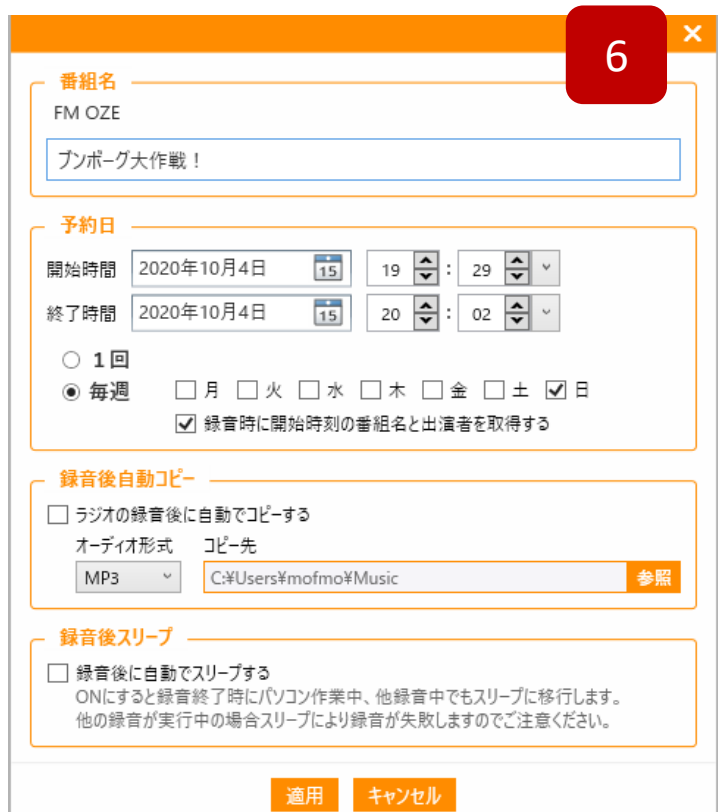 6
×
番組名
FM OZE
ブンボーグ大作戦！
予約日
開始時間 2020年10月4日 15 19 : 29
終了時間 2020年10月4日 15 20 : 02
1回
毎週 月 火 水 木 金 土 日
録音時に開始時刻の番組名と出演者を取得する
録音後自動コピー
ラジオの録音後に自動でコピーする
オーディオ形式 コピー先
MP3 C:¥Users¥mofmo¥Music 参照
録音後スリープ
録音後に自動でスリープする
ONにすると録音終了時にパソコン作業中、他録音中でもスリープに移行します。
他の録音が実行中の場合スリープにより録音が失敗しますのでご注意ください。
適用 キャンセル